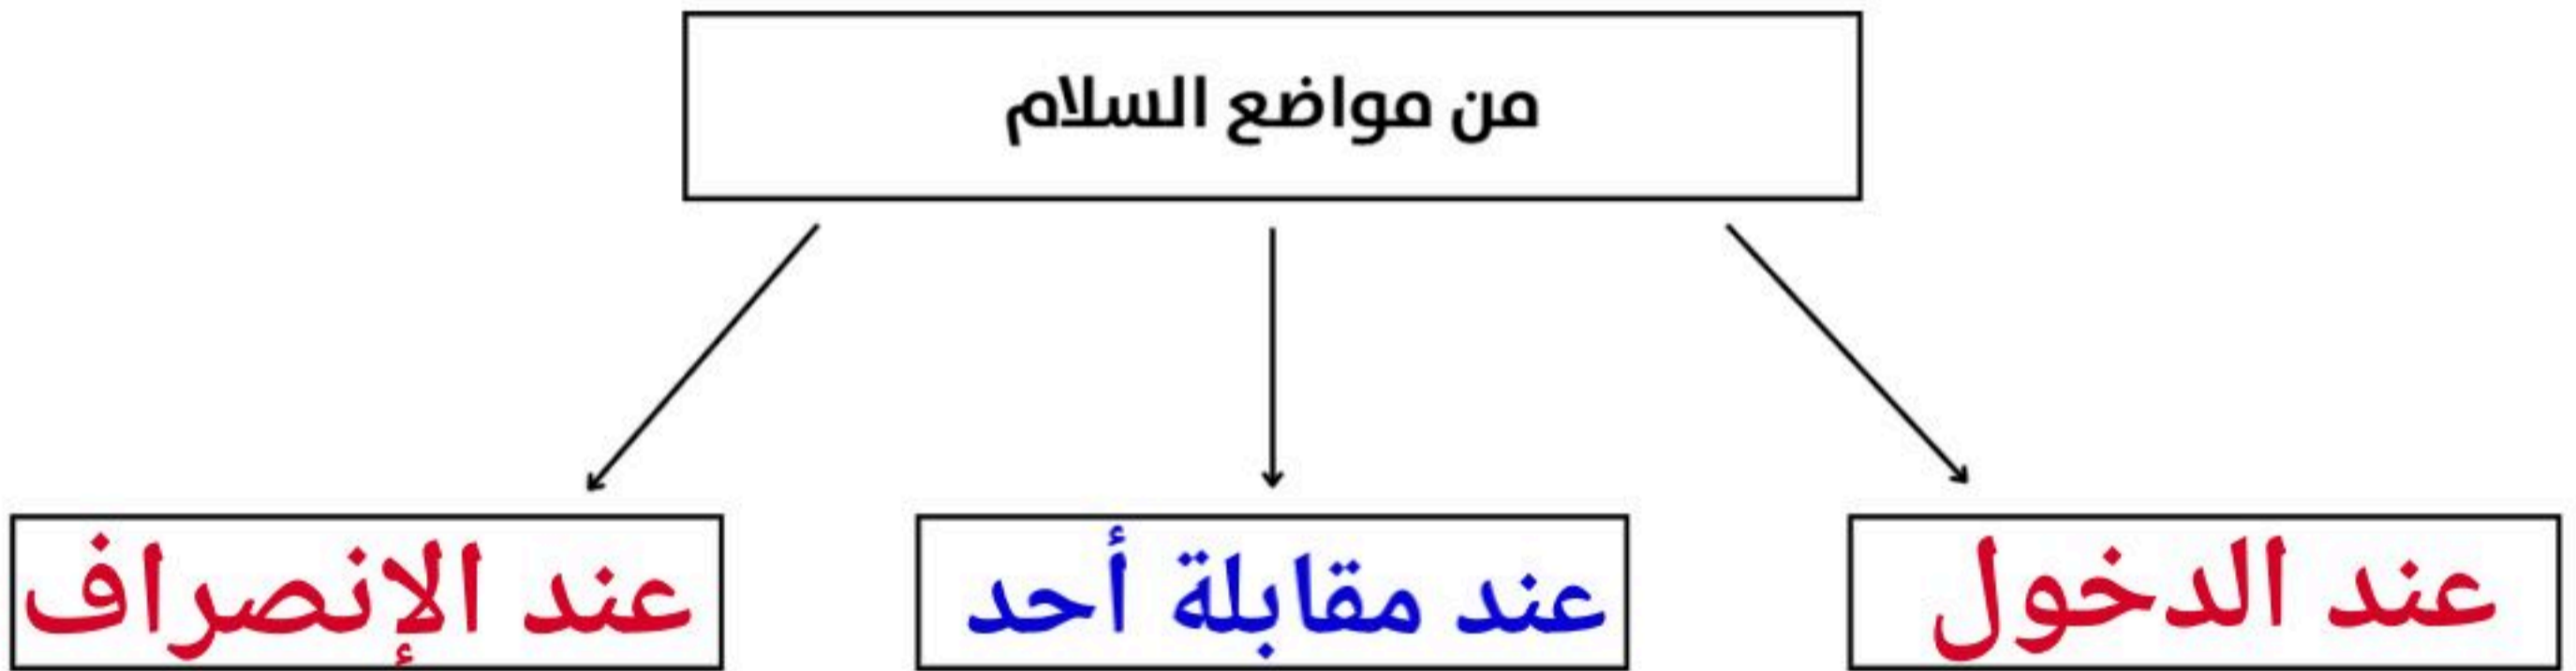 من مواضع السلام
عند الدخول
عند مقابلة أحد
عند الإنصراف